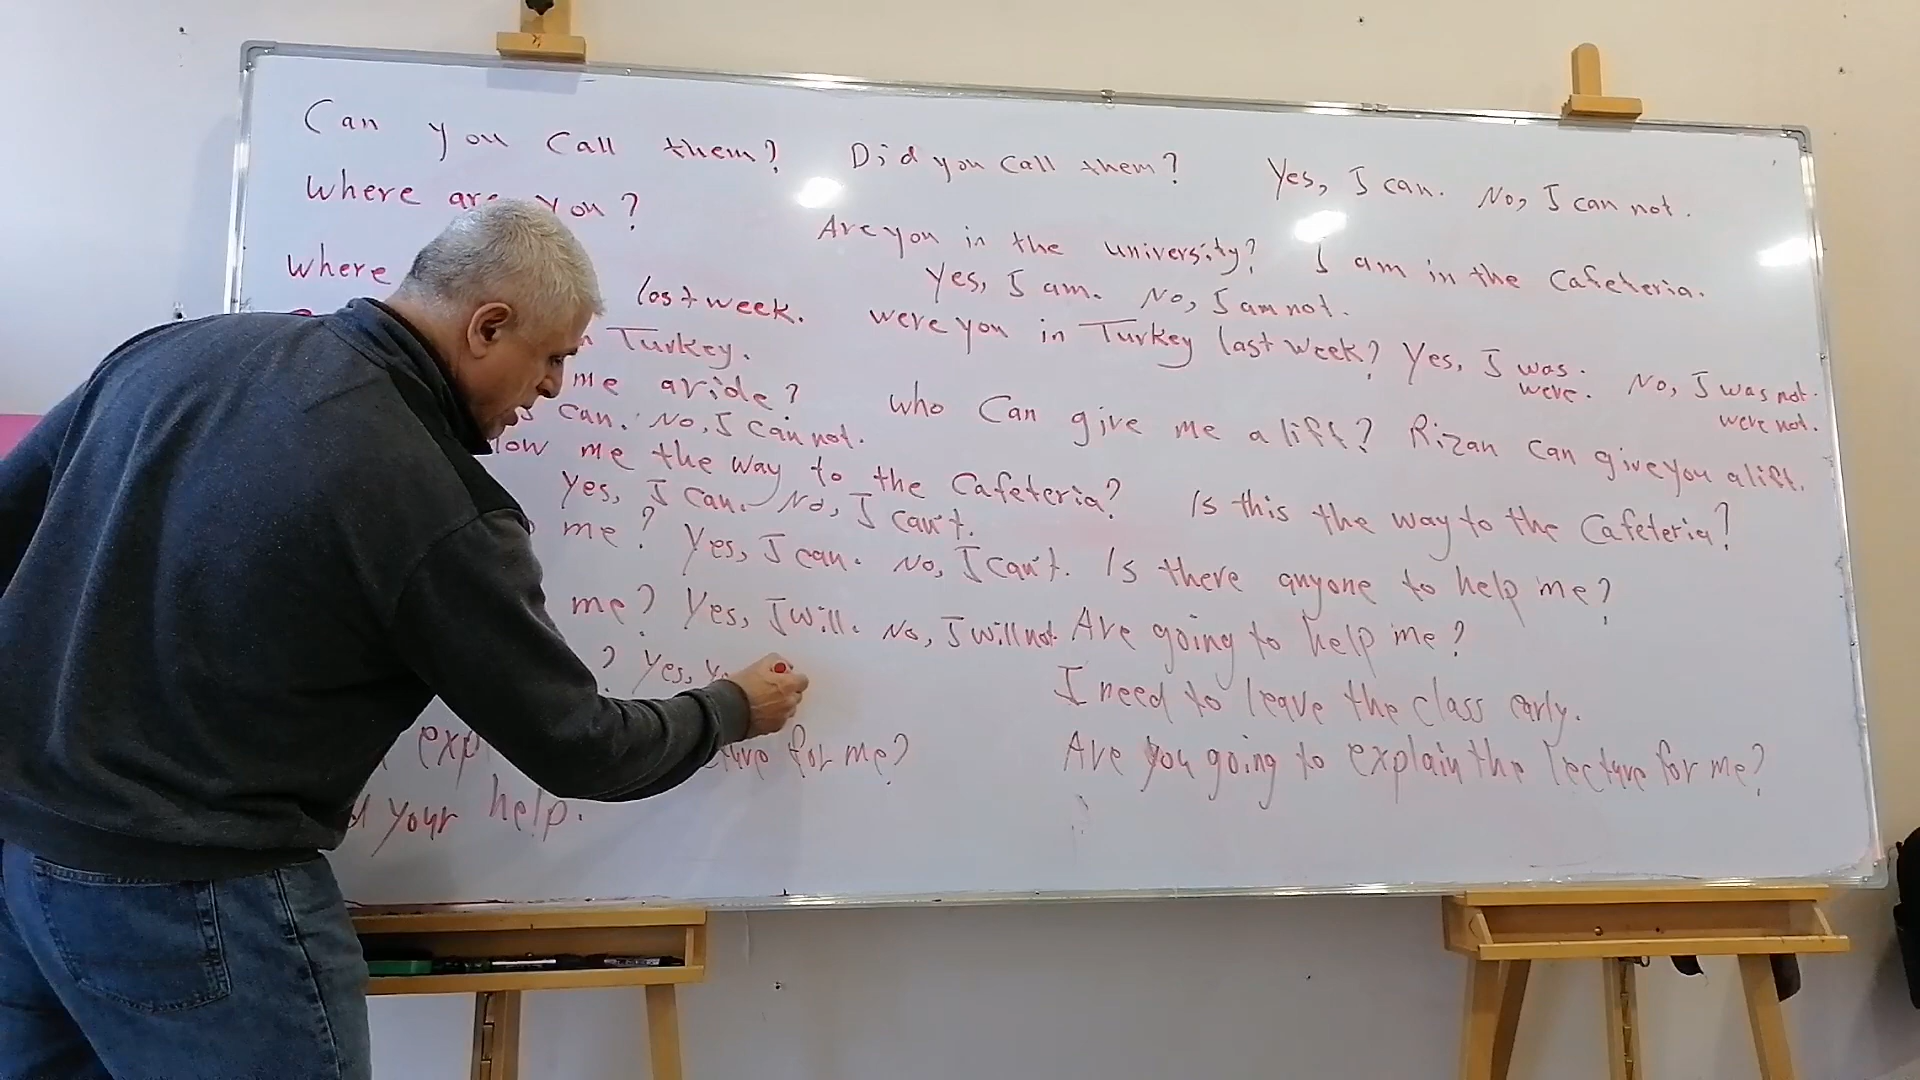 Can you Call them? Did you call them? Yes, I can. No, I can not.
Where are you? Are you in the university? I am in the Cafeteria.
Yes, I am. No, I am not.
where last week. were you in Turkey last week? Yes, I was. No, I was not.
were. were not.
Turkey.
me a ride? who Can give me a lift? Rizan Can give you a lift.
can. No, I can not.
me the way to the Cafeteria? Is this the way to the Cafeteria?
Yes, I can. No, I can't.
me? Yes, I can. No, I can't. Is there anyone to help me?
me? Yes, I will. No, I will not Are going to help me?
? Yes, I need to leave the class early.
for me? Are you going to explain the lecture for me?
your help.